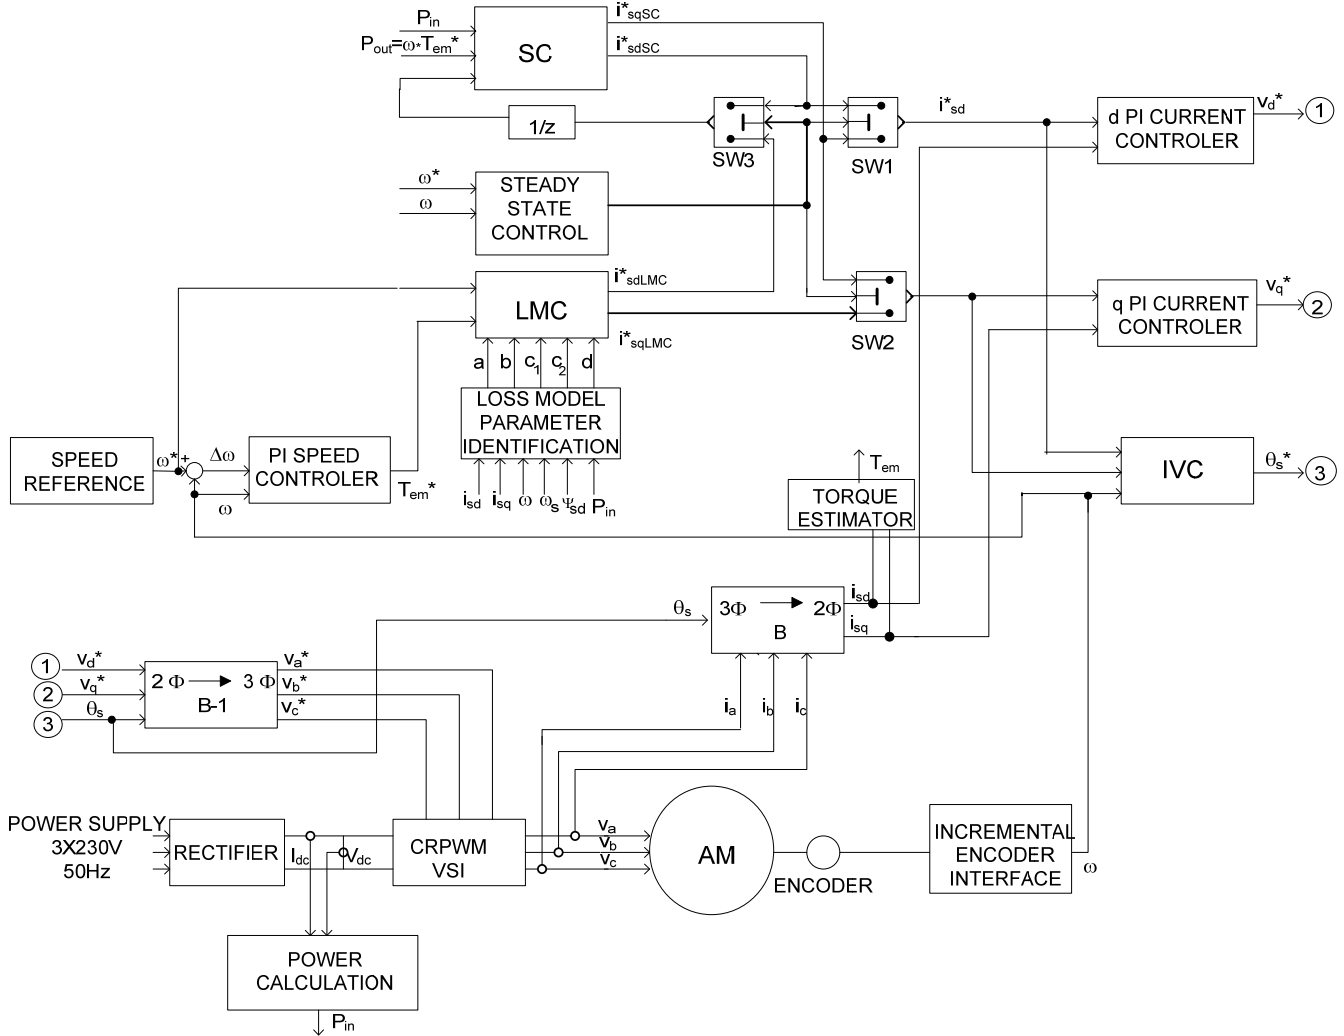 P_in
P_out=ω*T_em*
SC
i*_sqSC
i*_sdSC
1/z
SW3
SW1
i*_sd
d PI CURRENT
CONTROLER
v_d*
1
ω*
ω
STEADY
STATE
CONTROL
LMC
i*_sdLMC
i*_sqLMC
SW2
q PI CURRENT
CONTROLER
v_q*
2
a b c_1 c_2 d
LOSS MODEL
PARAMETER
IDENTIFICATION
i_sd i_sq ω ω_s Ψ_sd P_in
SPEED
REFERENCE
ω* +
Δω
ω
PI SPEED
CONTROLER
T_em*
T_em
TORQUE
ESTIMATOR
IVC
θ_s*
3
θ_s
3Φ 2Φ
B
i_sd
i_sq
i_a i_b i_c
1 v_d*
2 v_q*
3 θ_s
2 Φ 3 Φ
B-1
v_a*
v_b*
v_c*
POWER SUPPLY
3X230V
50Hz
RECTIFIER
I_dc
V_dc
CRPWM
VSI
v_a
v_b
v_c
AM
ENCODER
INCREMENTAL
ENCODER
INTERFACE
ω
POWER
CALCULATION
P_in